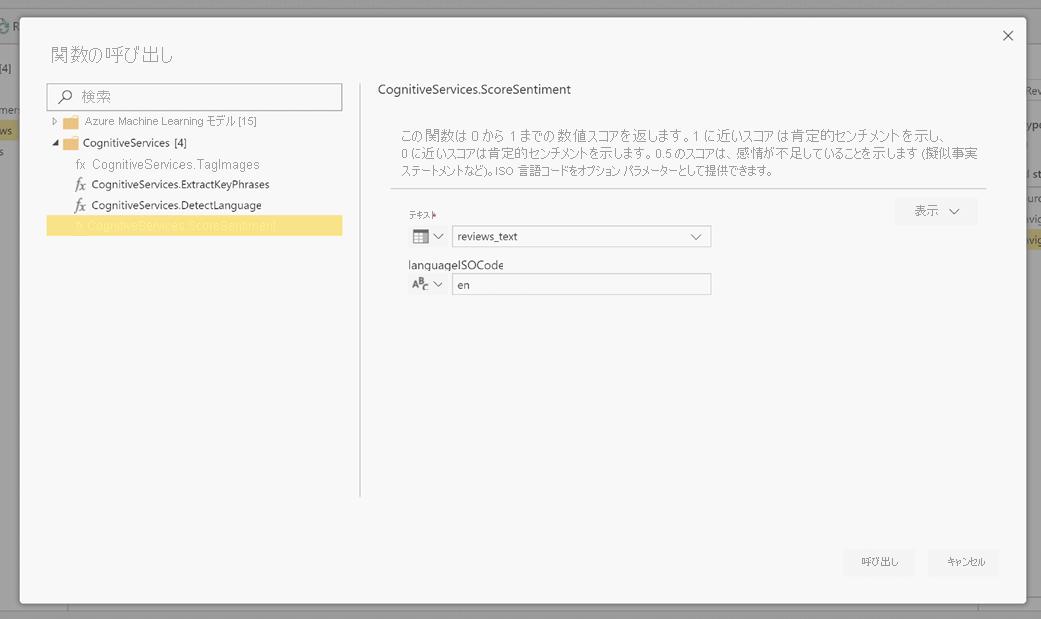 関数の呼び出し
検索
Azure Machine Learning モデル [15]
CognitiveServices [4]
fx CognitiveServices.TagImages
fx CognitiveServices.ExtractKeyPhrases
fx CognitiveServices.DetectLanguage
fx CognitiveServices.ScoreSentiment
CognitiveServices.ScoreSentiment
この関数は 0 から 1 までの数値スコアを返します。1 に近いスコアは肯定的センチメントを示し、
0 に近いスコアは肯定的センチメントを示します。0.5 のスコアは、感情が不足していることを示します (擬似事実
ステートメントなど)。ISO 言語コードをオプション パラメーターとして提供できます。
テキスト*
表示
reviews_text
languageISOCode
ABC
en
呼び出し
キャンセル
[4]
ws
s